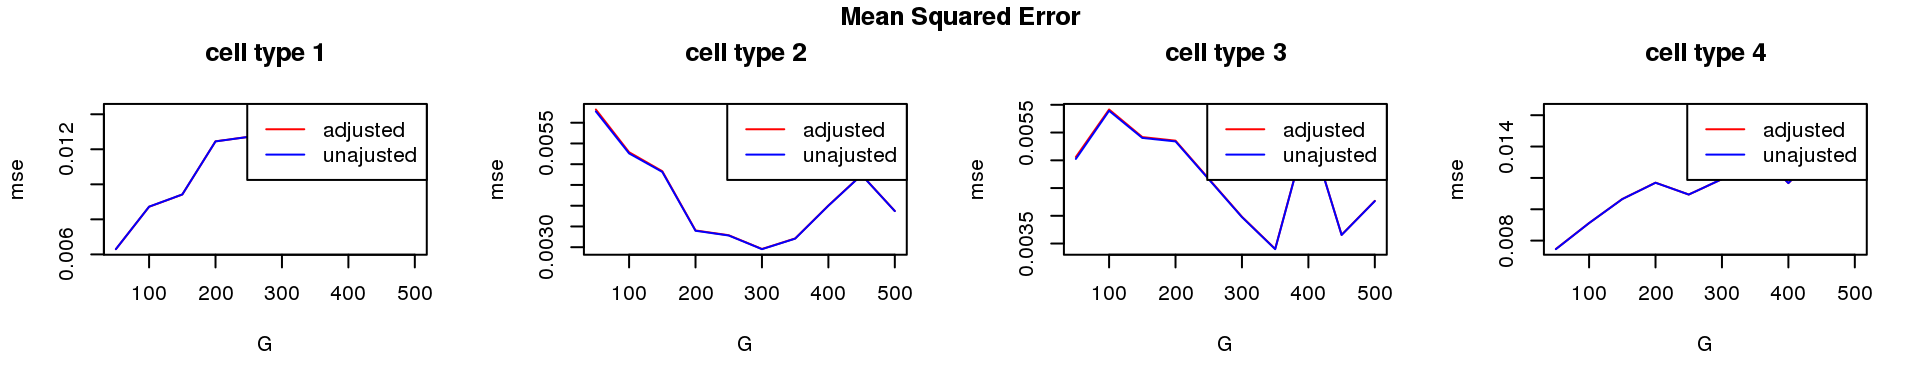 Mean Squared Error
cell type 1
mse
0.006
0.012
adjusted
unajusted
100 200 300 400 500
G
cell type 2
mse
0.0030
0.0055
adjusted
unajusted
100 200 300 400 500
G
cell type 3
mse
0.0035
0.0055
adjusted
unajusted
100 200 300 400 500
G
cell type 4
mse
0.008
0.014
adjusted
unajusted
100 200 300 400 500
G